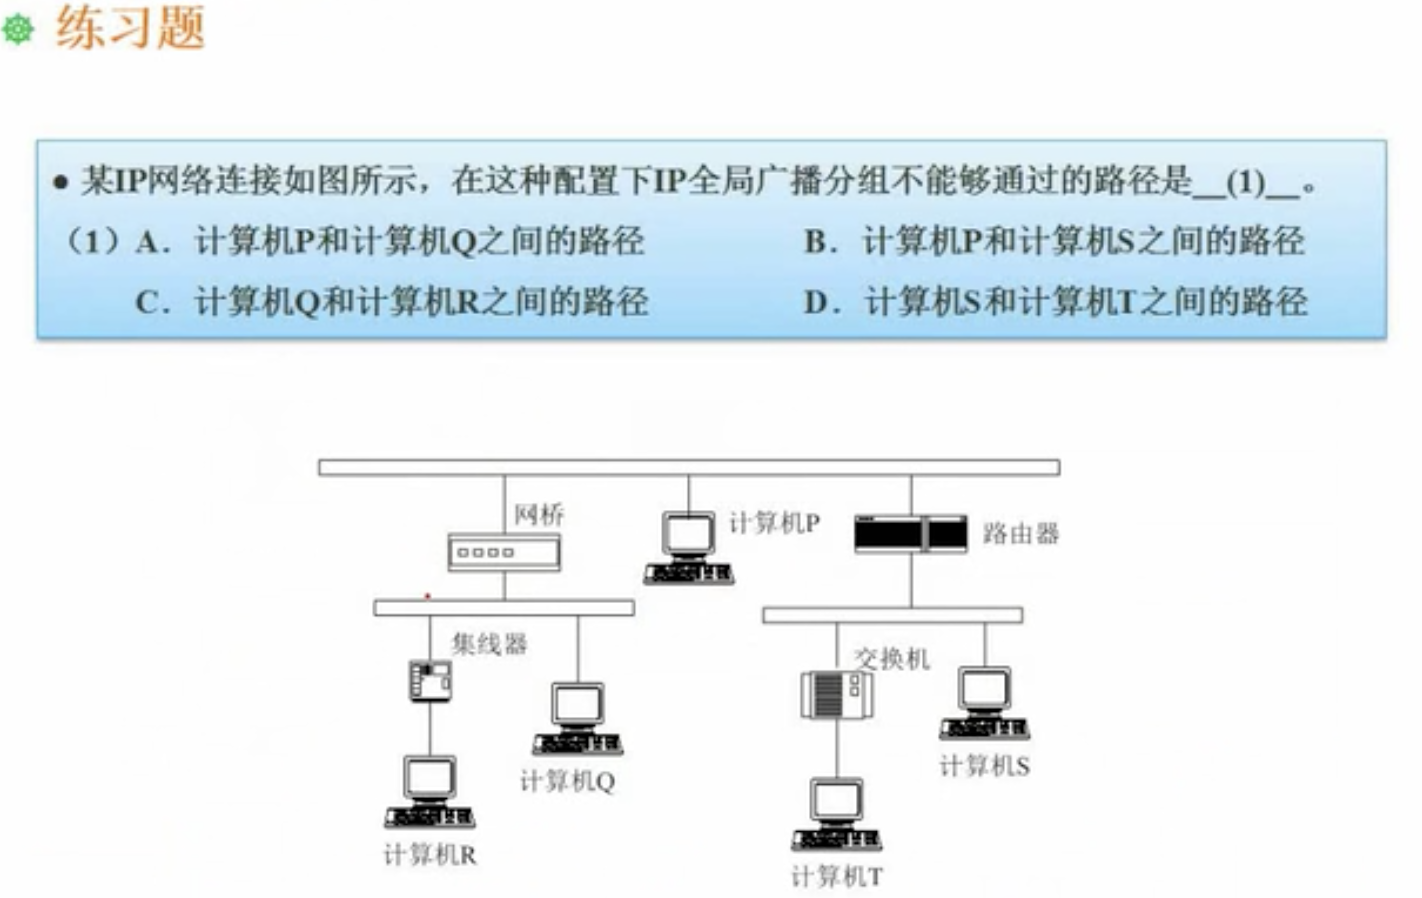 练习题
● 某IP网络连接如图所示，在这种配置下IP全局广播分组不能够通过的路径是__(1)__。
（1）A．计算机P和计算机Q之间的路径 B．计算机P和计算机S之间的路径
C．计算机Q和计算机R之间的路径 D．计算机S和计算机T之间的路径
网桥
计算机P
路由器
集线器
交换机
计算机Q
计算机S
计算机R
计算机T